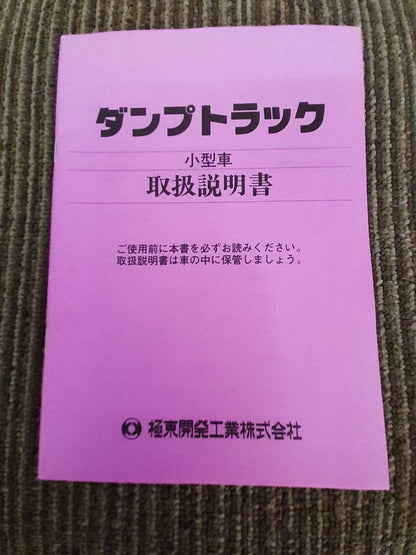 ダンプトラック
小型車
取扱説明書
ご使用前に本書を必ずお読みください。
取扱説明書は車の中に保管しましょう。
極東開発工業株式会社